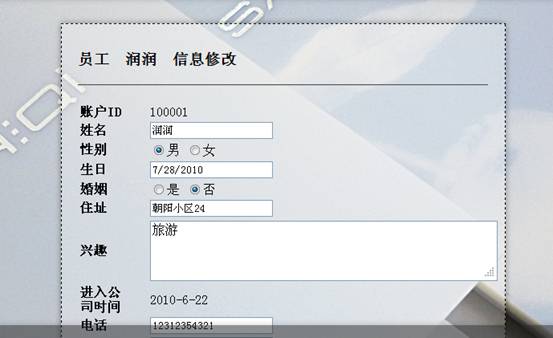 员工 润润 信息修改
账户ID 100001
姓名 润润
性别 男 女
生日 7/28/2010
婚姻 是 否
住址 朝阳小区24
兴趣 旅游
进入公
司时间 2010-6-22
电话 12312354321